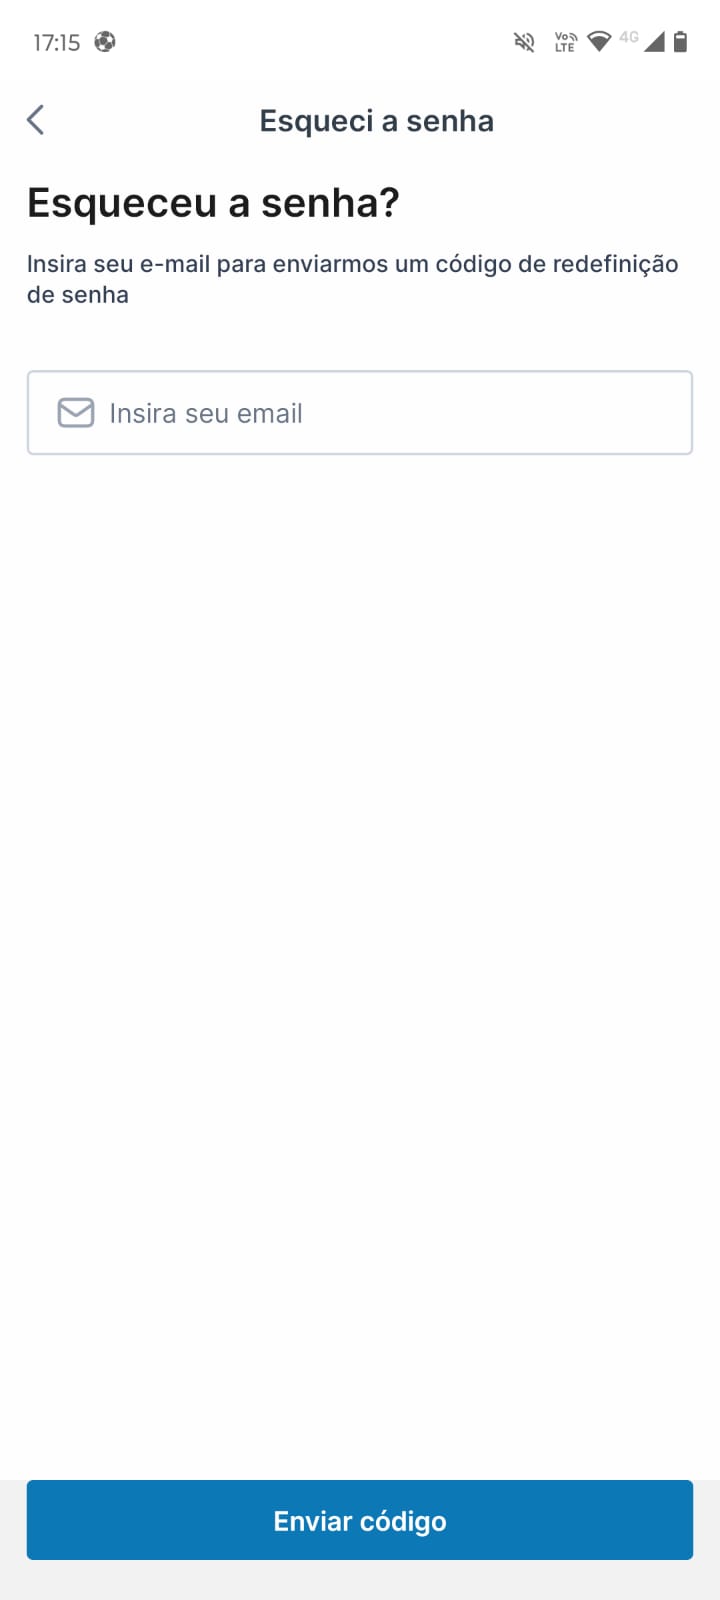 17:15
Vo LTE
4G
Esqueci a senha
Esqueceu a senha?
Insira seu e-mail para enviarmos um código de redefinição
de senha
Insira seu email
Enviar código